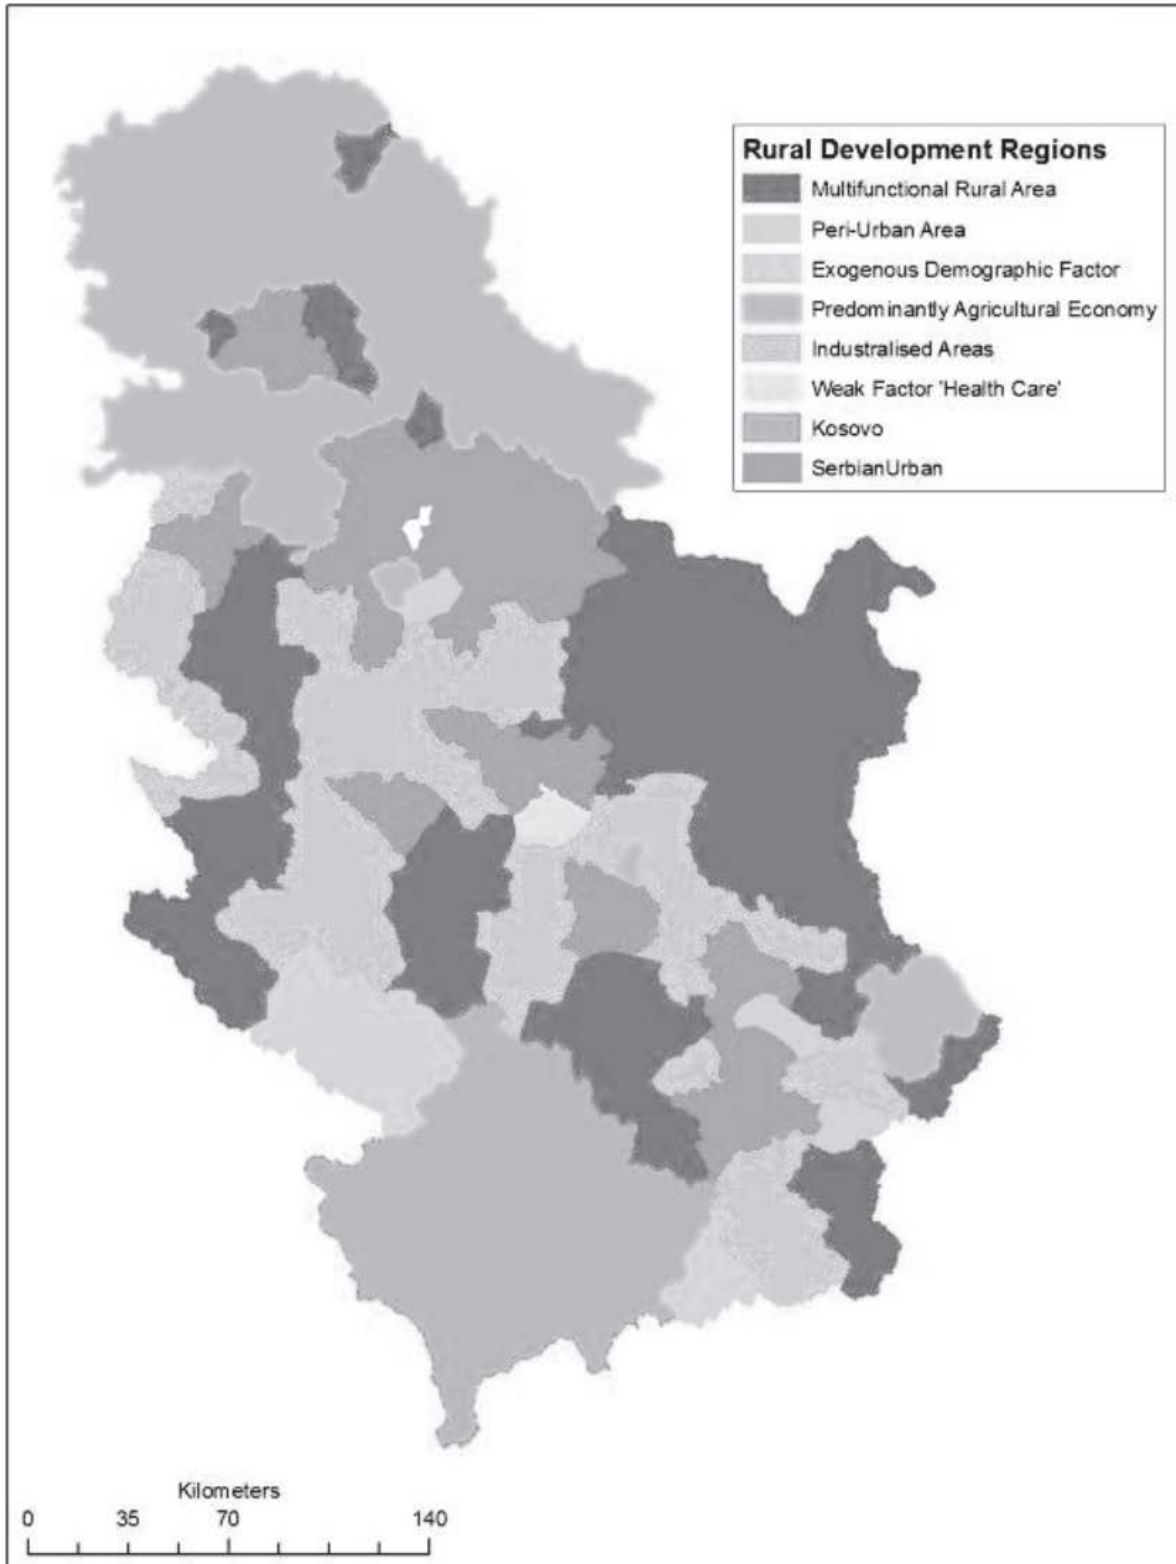 Rural Development Regions
Multifunctional Rural Area
Peri-Urban Area
Exogenous Demographic Factor
Predominantly Agricultural Economy
Industralised Areas
Weak Factor 'Health Care'
Kosovo
SerbianUrban
Kilometers
0 35 70 140